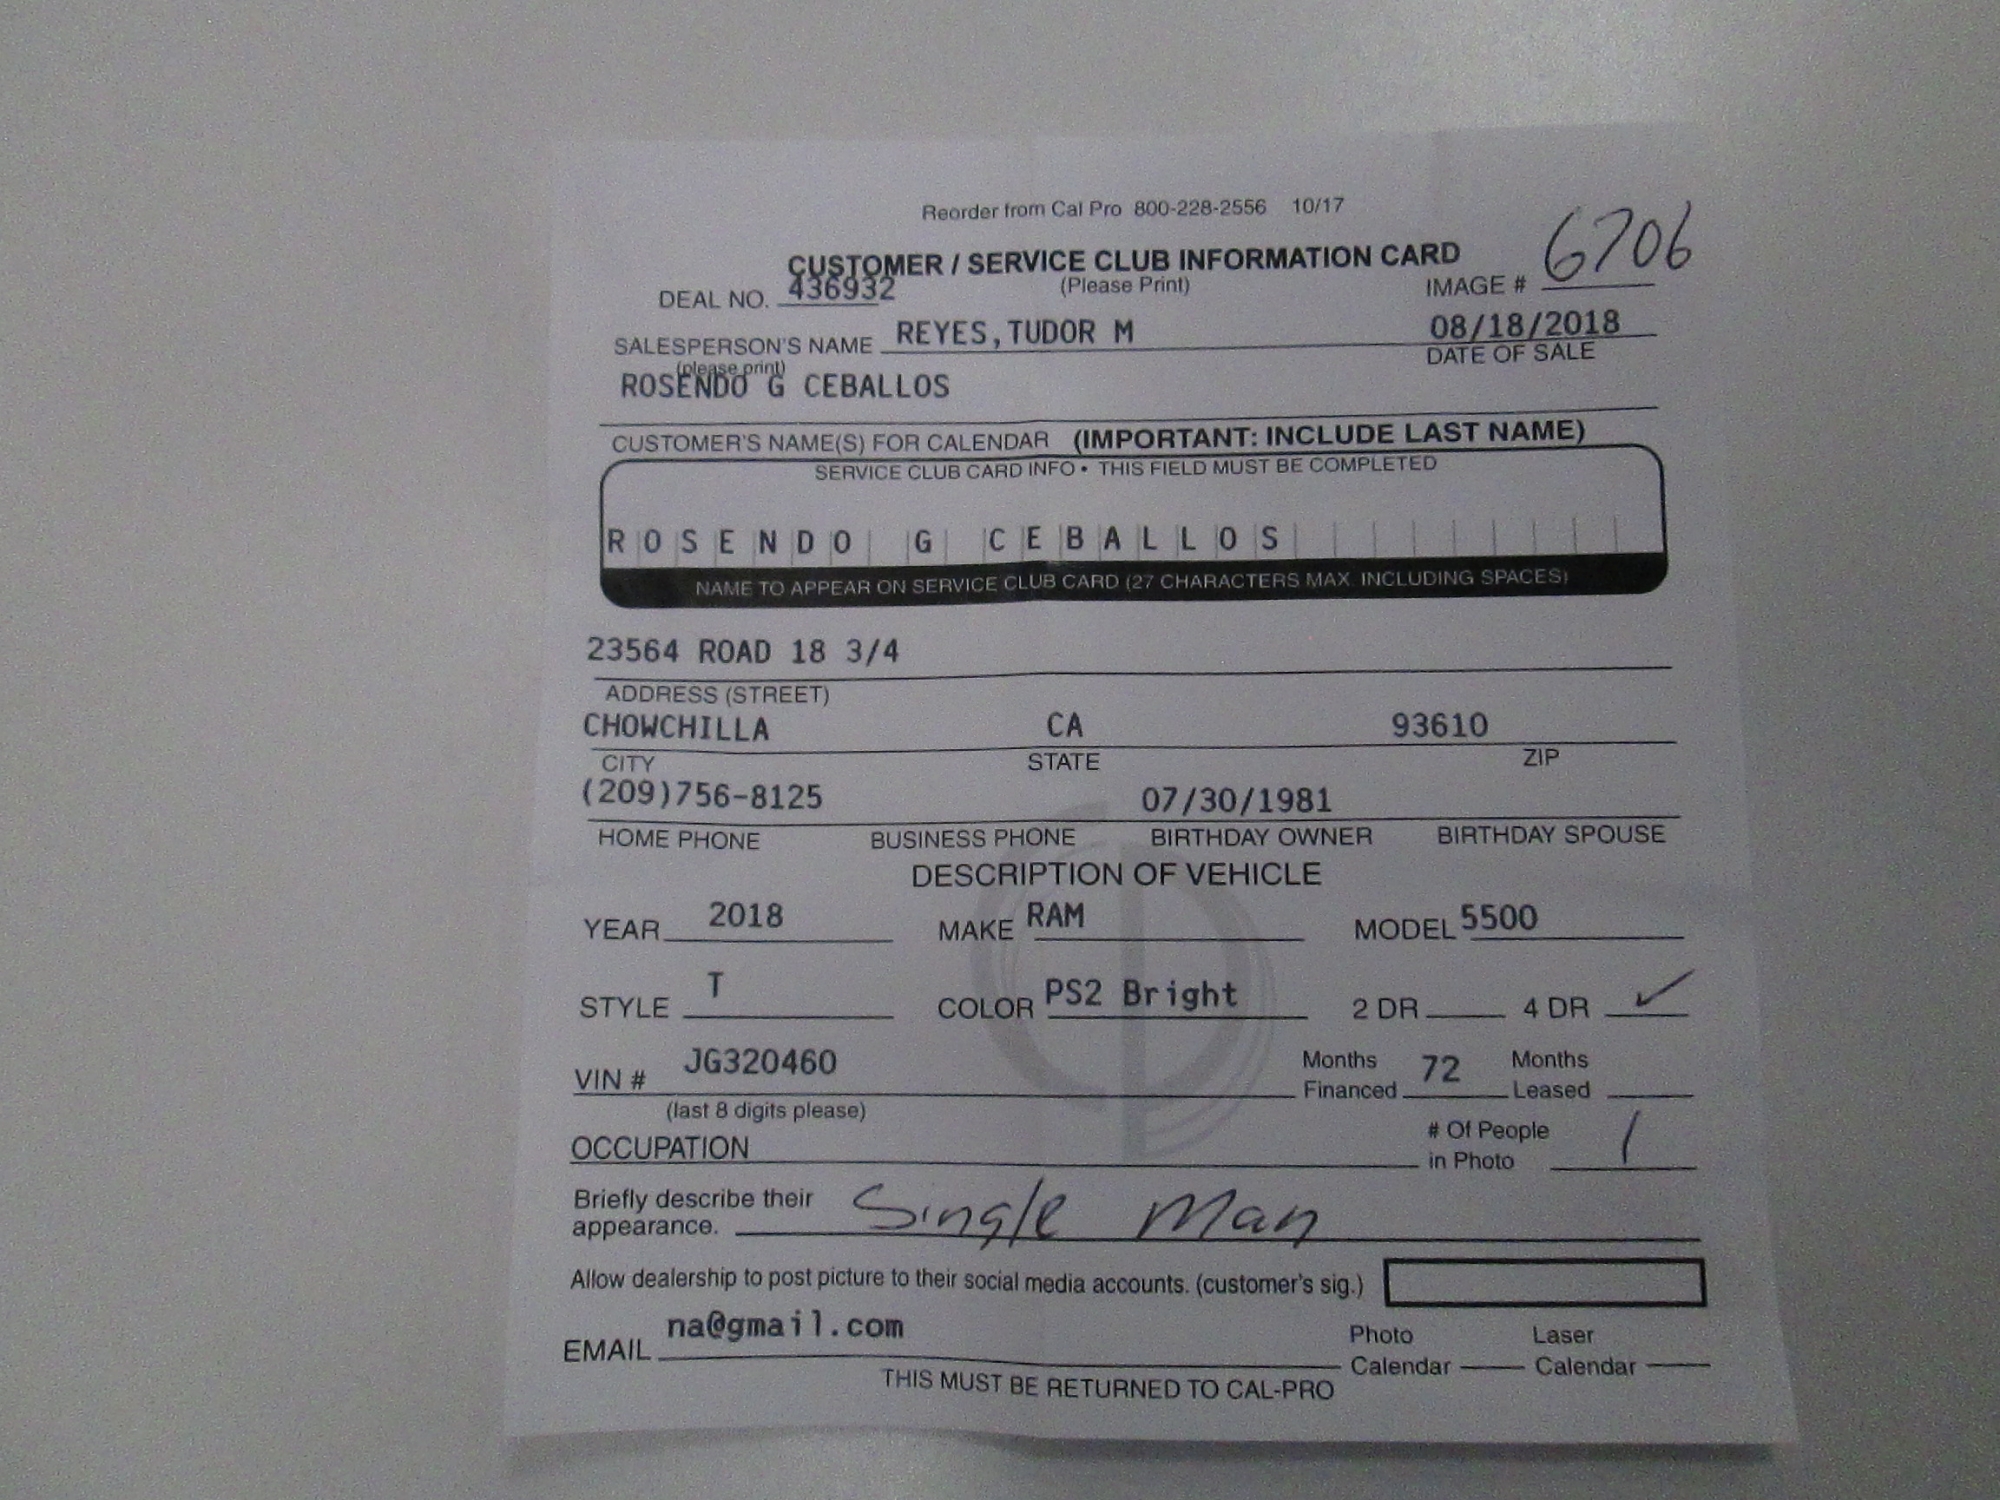 Reorder from Cal Pro 800-228-2556 10/17
CUSTOMER / SERVICE CLUB INFORMATION CARD
DEAL NO. 436932 (Please Print) IMAGE # 6706
SALESPERSON'S NAME REYES,TUDOR M 08/18/2018
(please print) DATE OF SALE
ROSENDO G CEBALLOS
CUSTOMER'S NAME(S) FOR CALENDAR (IMPORTANT: INCLUDE LAST NAME)
SERVICE CLUB CARD INFO • THIS FIELD MUST BE COMPLETED
ROSENDO G CEBALLOS
NAME TO APPEAR ON SERVICE CLUB CARD (27 CHARACTERS MAX. INCLUDING SPACES)
23564 ROAD 18 3/4
ADDRESS (STREET)
CHOWCHILLA CA 93610
CITY STATE ZIP
(209)756-8125 07/30/1981
HOME PHONE BUSINESS PHONE BIRTHDAY OWNER BIRTHDAY SPOUSE
DESCRIPTION OF VEHICLE
YEAR 2018 MAKE RAM MODEL 5500
STYLE T COLOR PS2 Bright 2 DR 4 DR ✓
VIN # JG320460 Months Financed 72 Months Leased
(last 8 digits please)
OCCUPATION # Of People in Photo 1
Briefly describe their appearance. Single Man
Allow dealership to post picture to their social media accounts. (customer's sig.)
EMAIL na@gmail.com Photo Calendar Laser Calendar
THIS MUST BE RETURNED TO CAL-PRO